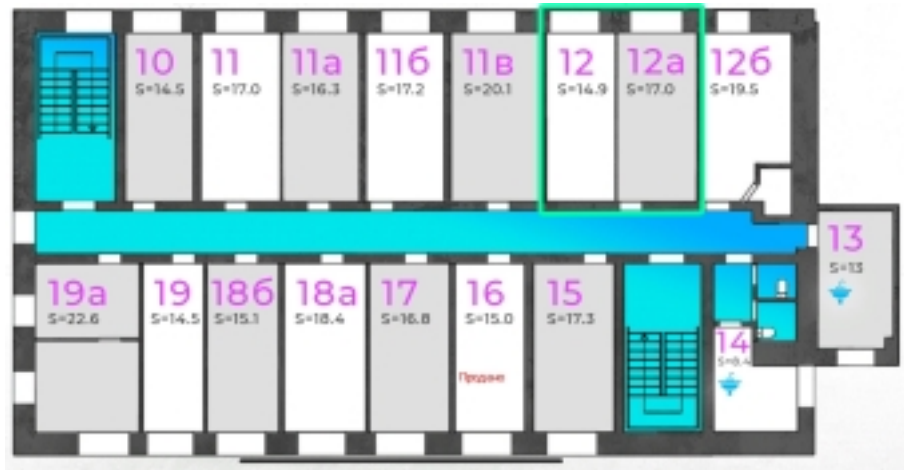 10
S=14.5
11
S=17.0
11а
S=16.3
11б
S=17.2
11в
S=20.1
12
S=14.9
12а
S=17.0
12б
S=19.5
13
S=13
19а
S=22.6
19
S=14.5
18б
S=15.1
18а
S=18.4
17
S=16.8
16
S=15.0
Продано
15
S=17.3
14
S=8.4